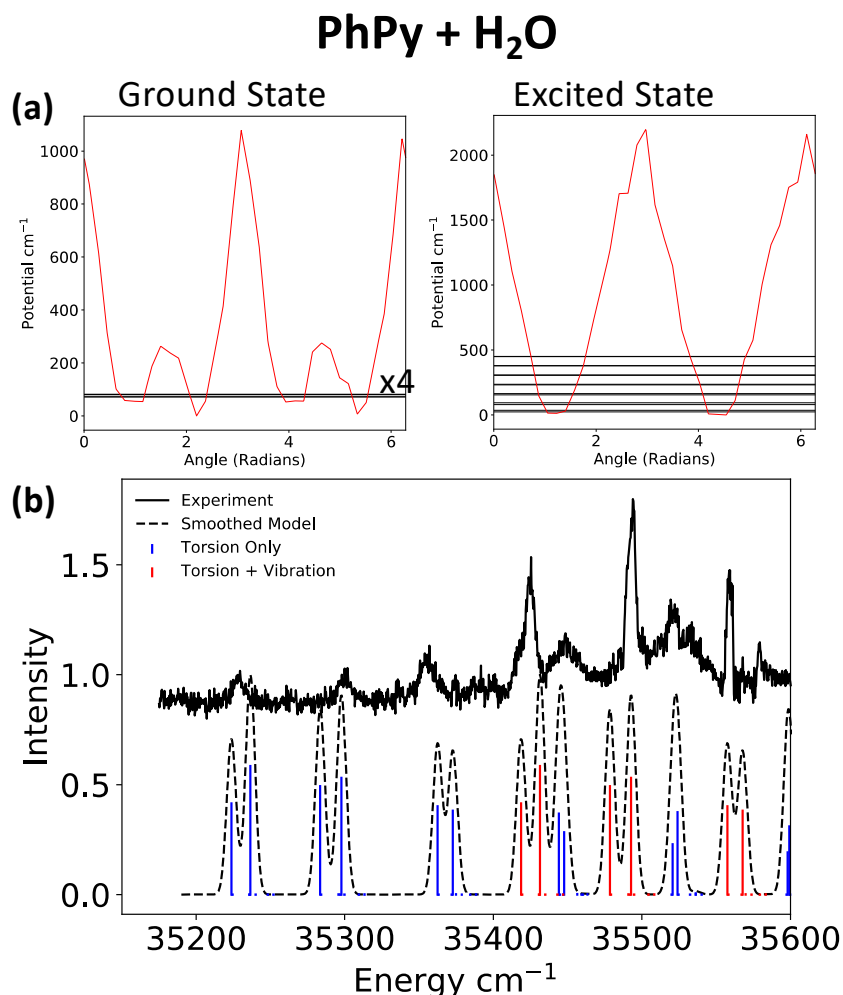 PhPy + H₂O
(a)
Ground State
Excited State
1000
800
600
400
200
0
Potential cm⁻¹
x4
0
2
4
6
Angle (Radians)
2000
1500
1000
500
0
Potential cm⁻¹
0
2
4
6
Angle (Radians)
(b)
Experiment
Smoothed Model
Torsion Only
Torsion + Vibration
1.5
1.0
0.5
0.0
Intensity
35200
35300
35400
35500
35600
Energy cm⁻¹